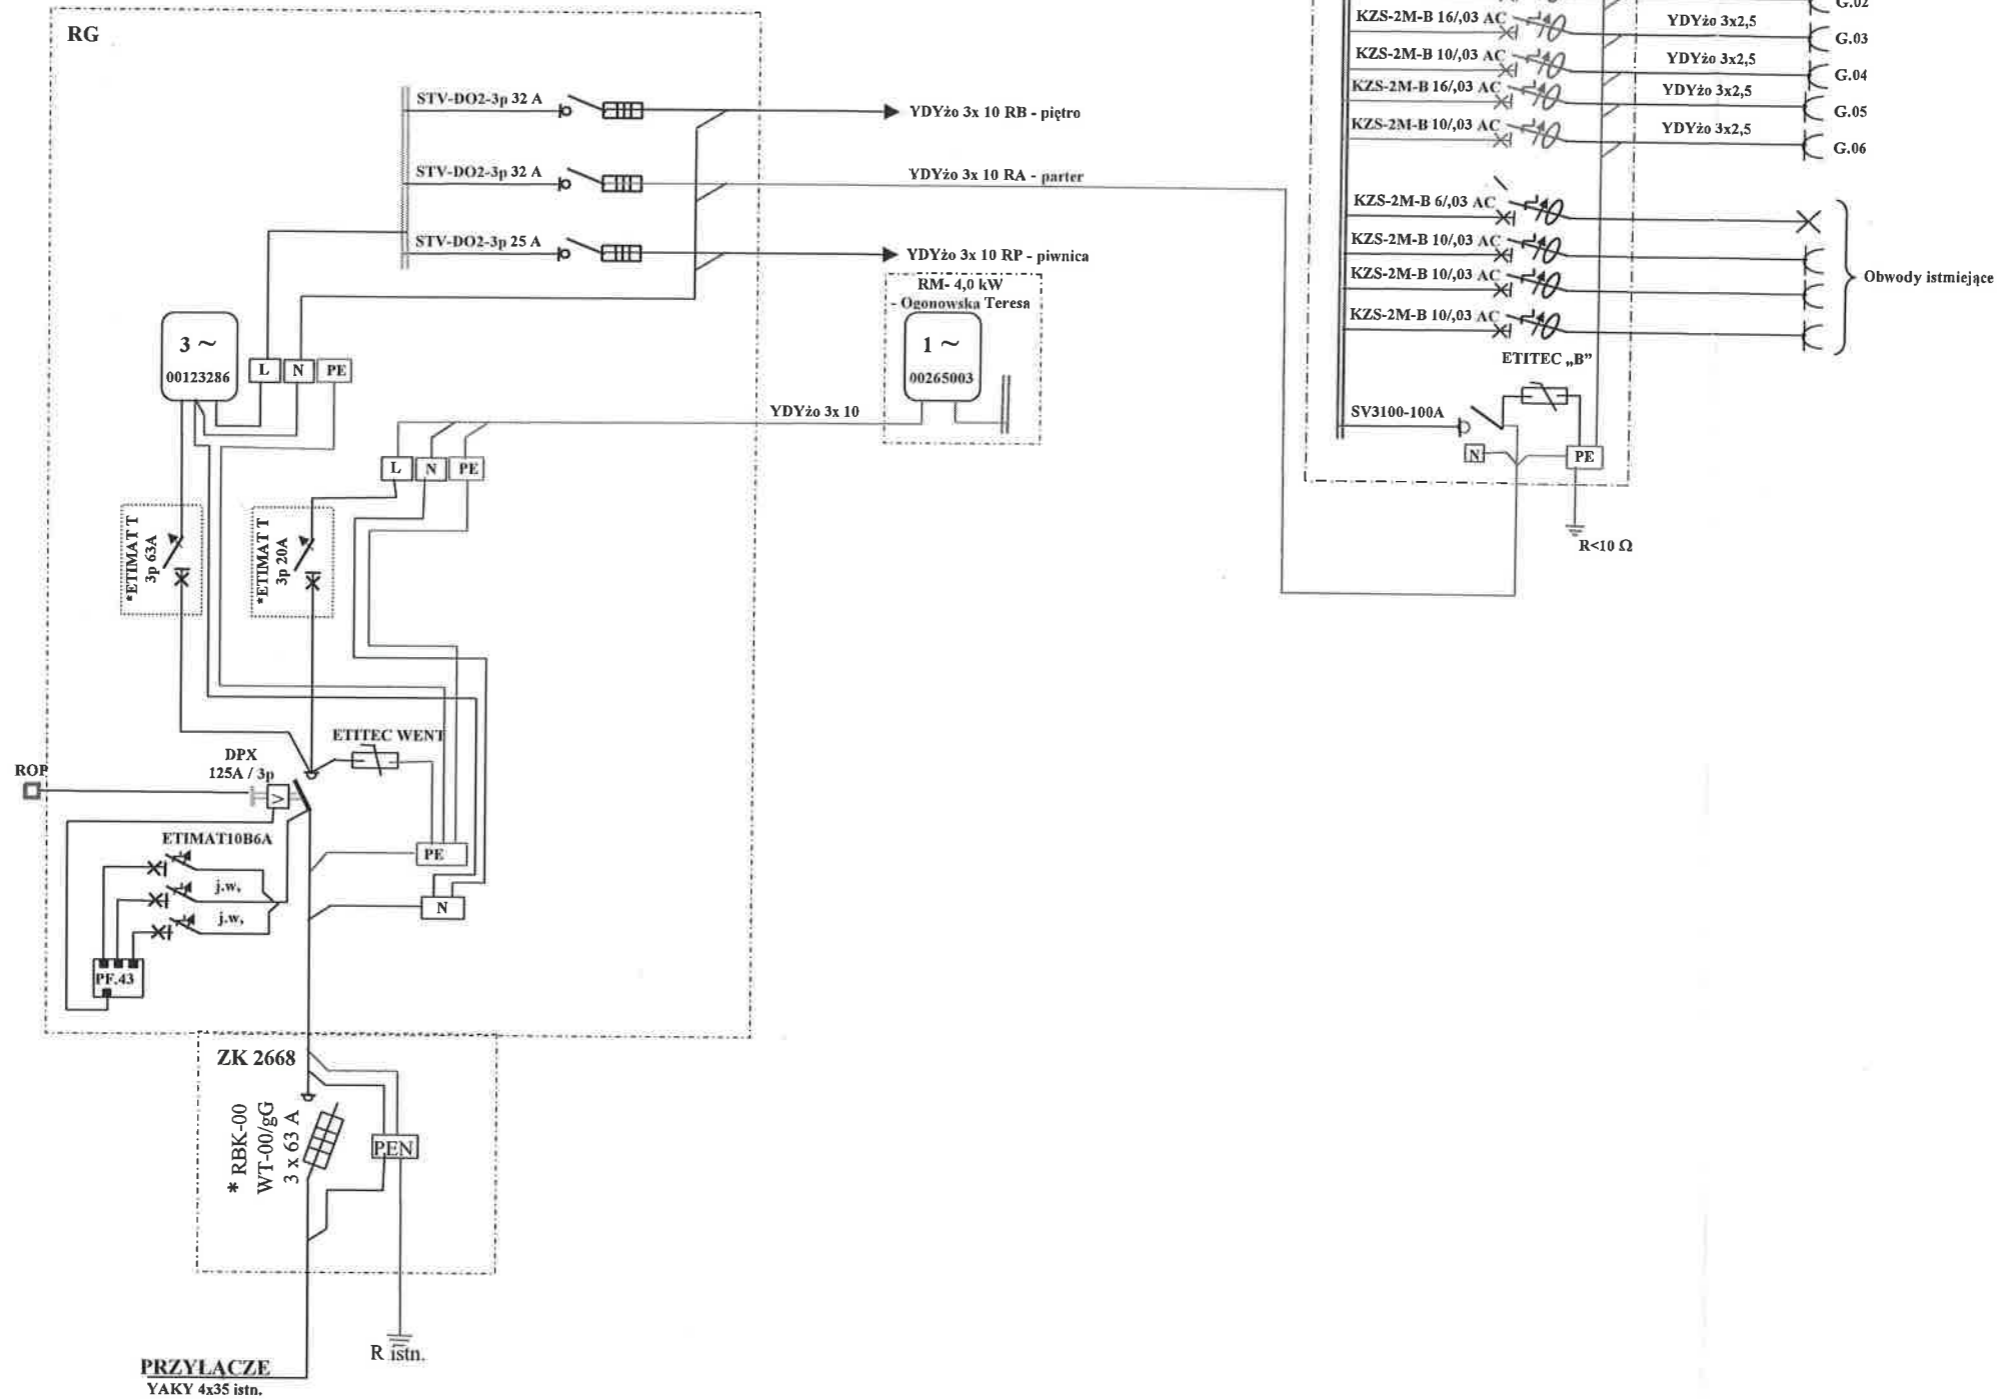 RG
STV-DO2-3p 32 A
YDYżo 3x 10 RB - piętro
STV-DO2-3p 32 A
YDYżo 3x 10 RA - parter
STV-DO2-3p 25 A
YDYżo 3x 10 RP - piwnica
RM- 4,0 kW
- Ogonowska Teresa
3 ~
00123286
L
N
PE
1 ~
00265003
YDYżo 3x 10
L
N
PE
*ETIMAT T
3p 63A
*ETIMAT T
3p 20A
ETITEC WENT
DPX
125A / 3p
ROP
V
ETIMAT10B6A
j.w,
j.w,
PE
N
PF.43
ZK 2668
* RBK-00
WT-00/gG
3 x 63 A
PEN
R istn.
PRZYŁĄCZE
YAKY 4x35 istn.
G.02
KZS-2M-B 16/,03 AC
YDYżo 3x2,5
G.03
KZS-2M-B 10/,03 AC
YDYżo 3x2,5
G.04
KZS-2M-B 16/,03 AC
YDYżo 3x2,5
G.05
KZS-2M-B 10/,03 AC
YDYżo 3x2,5
G.06
KZS-2M-B 6/,03 AC
KZS-2M-B 10/,03 AC
KZS-2M-B 10/,03 AC
Obwody istmiejące
KZS-2M-B 10/,03 AC
ETITEC „B”
SV3100-100A
N
PE
R<10 Ω